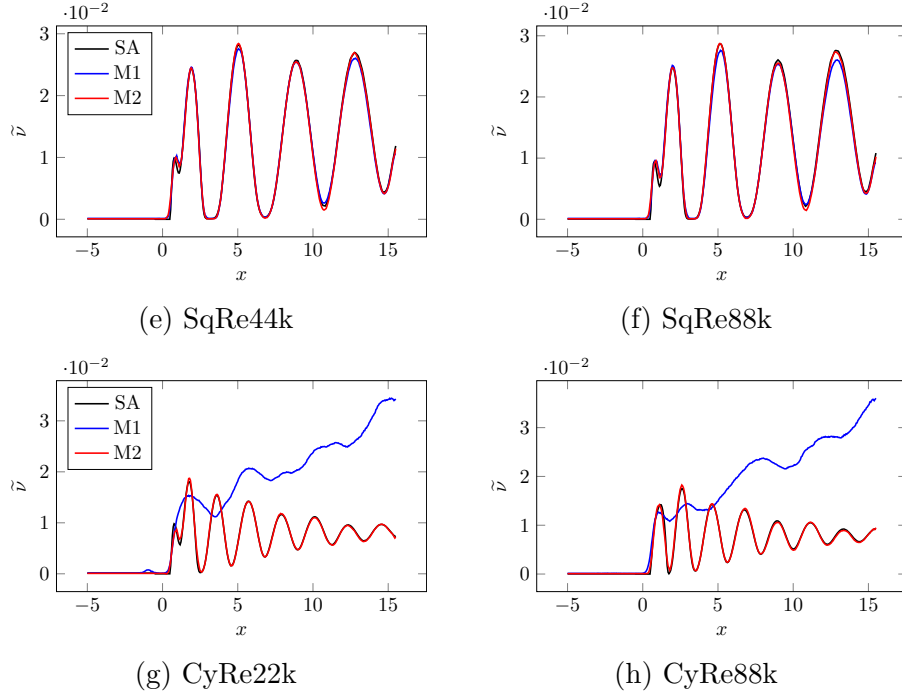 ·10⁻²
3
2
1
0
ν̃
SA
M1
M2
−5 0 5 10 15
x
(e) SqRe44k
·10⁻²
3
2
1
0
ν̃
−5 0 5 10 15
x
(f) SqRe88k
·10⁻²
3
2
1
0
ν̃
SA
M1
M2
−5 0 5 10 15
x
(g) CyRe22k
·10⁻²
3
2
1
0
ν̃
−5 0 5 10 15
x
(h) CyRe88k